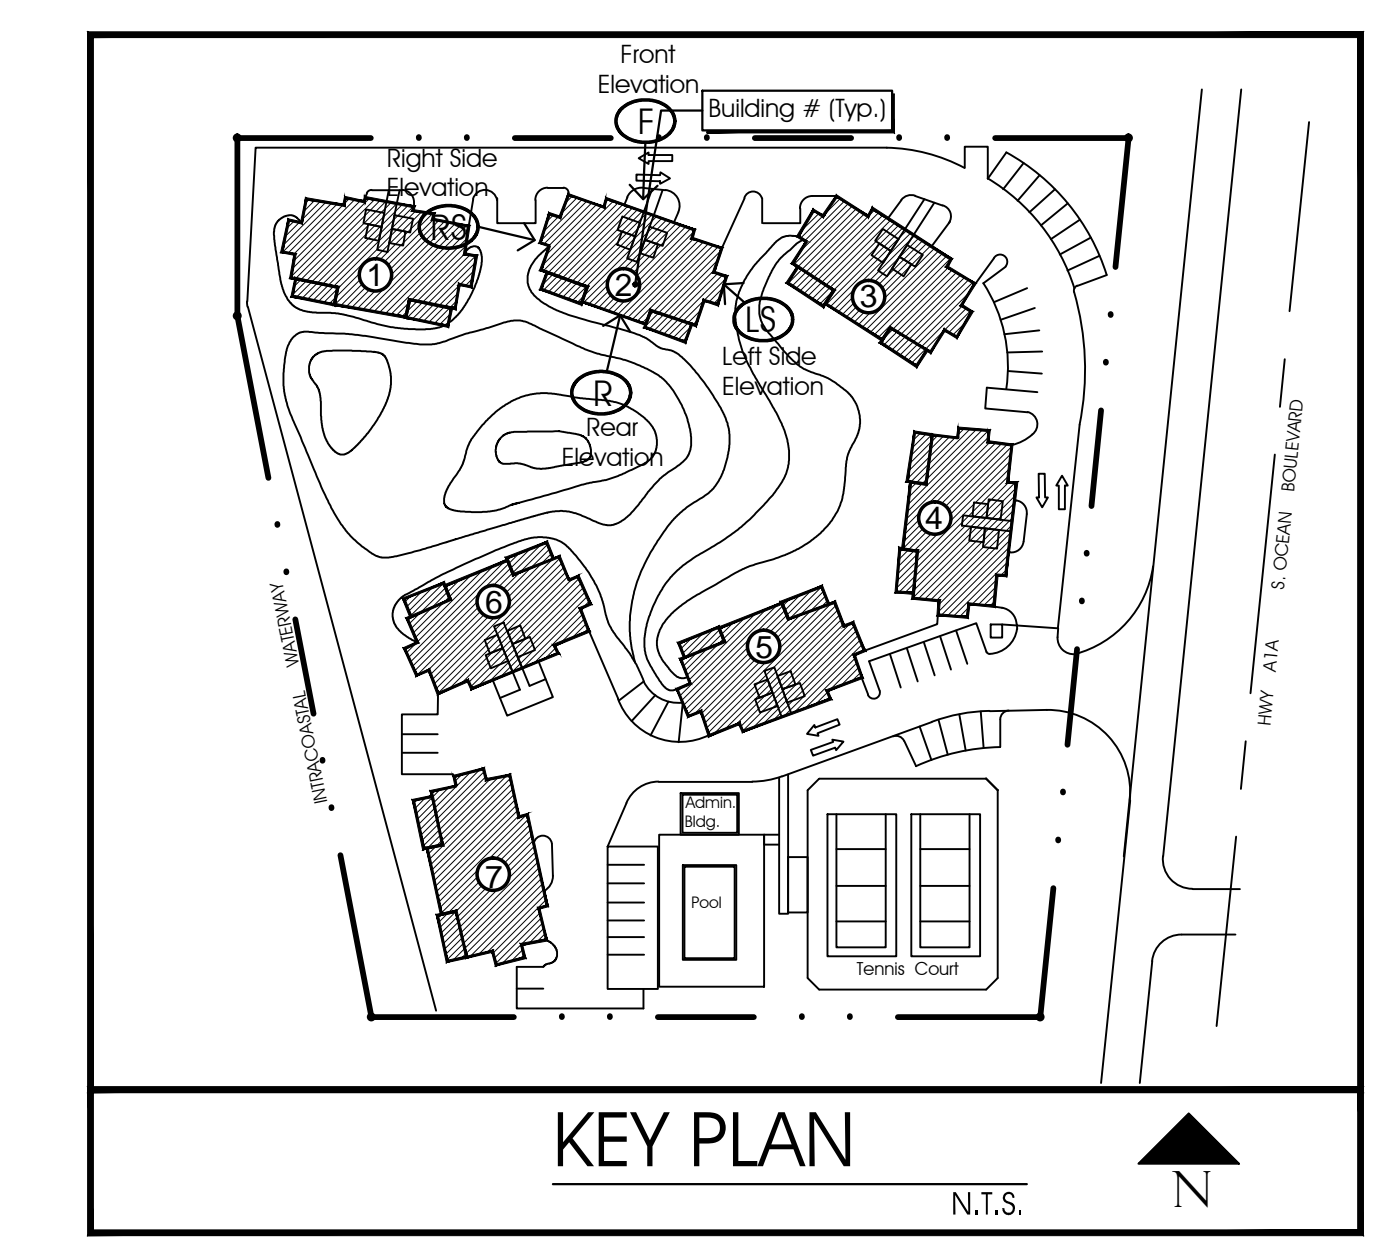 Front
Elevation
F
Building # (Typ.)
Right Side
Elevation
RS
1
2
3
LS
Left Side
Elevation
R
Rear
Elevation
4
5
6
7
INTRACOASTAL WATERWAY
HWY A1A S. OCEAN BOULEVARD
Admin.
Bldg.
Pool
Tennis Court
KEY PLAN
N.T.S.
N